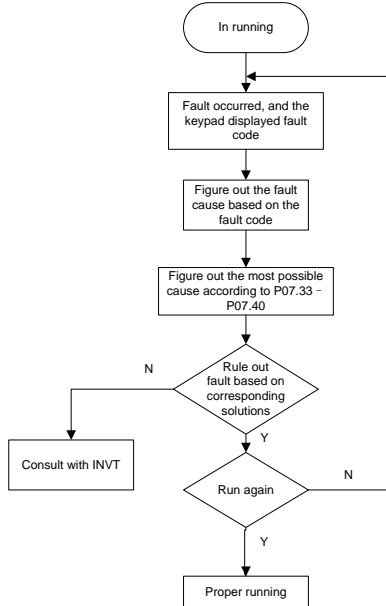 In running
Fault occurred, and the
keypad displayed fault
code
Figure out the fault
cause based on the
fault code
Figure out the most possible
cause according to P07.33–
P07.40
N
Rule out
fault based on
corresponding
solutions
Y
Consult with INVT
Run again
N
Y
Proper running